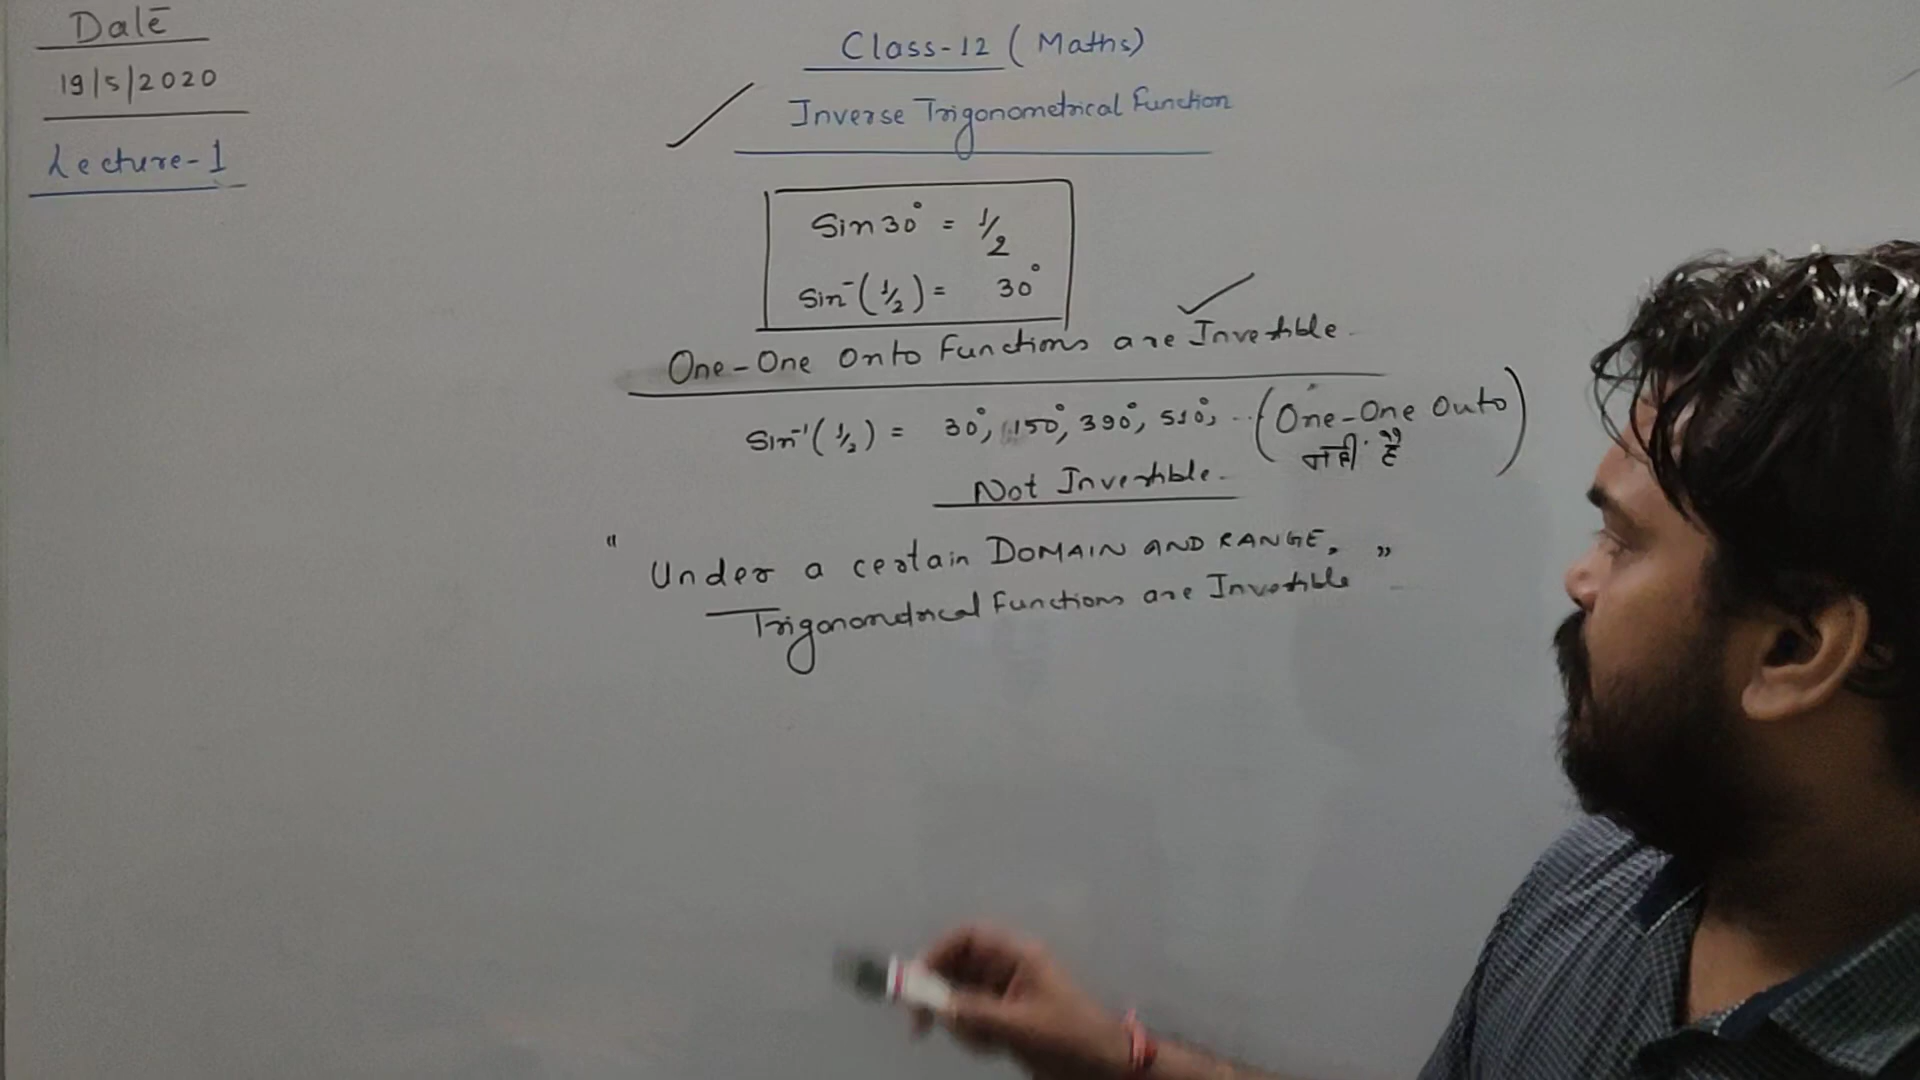 Date
19/5/2020
Lecture-1
Class-12 (Maths)
Inverse Trigonometrical Function
Sin 30° = 1/2
Sin⁻(1/2) = 30°
One-One Onto Functions are Invertible.
Sin⁻¹(1/2) = 30°, 150°, 390°, 510°, ... (One-One Onto
नही है)
Not Invertible.
"Under a certain DOMAIN AND RANGE,
Trigonometrical Functions are Invertible"